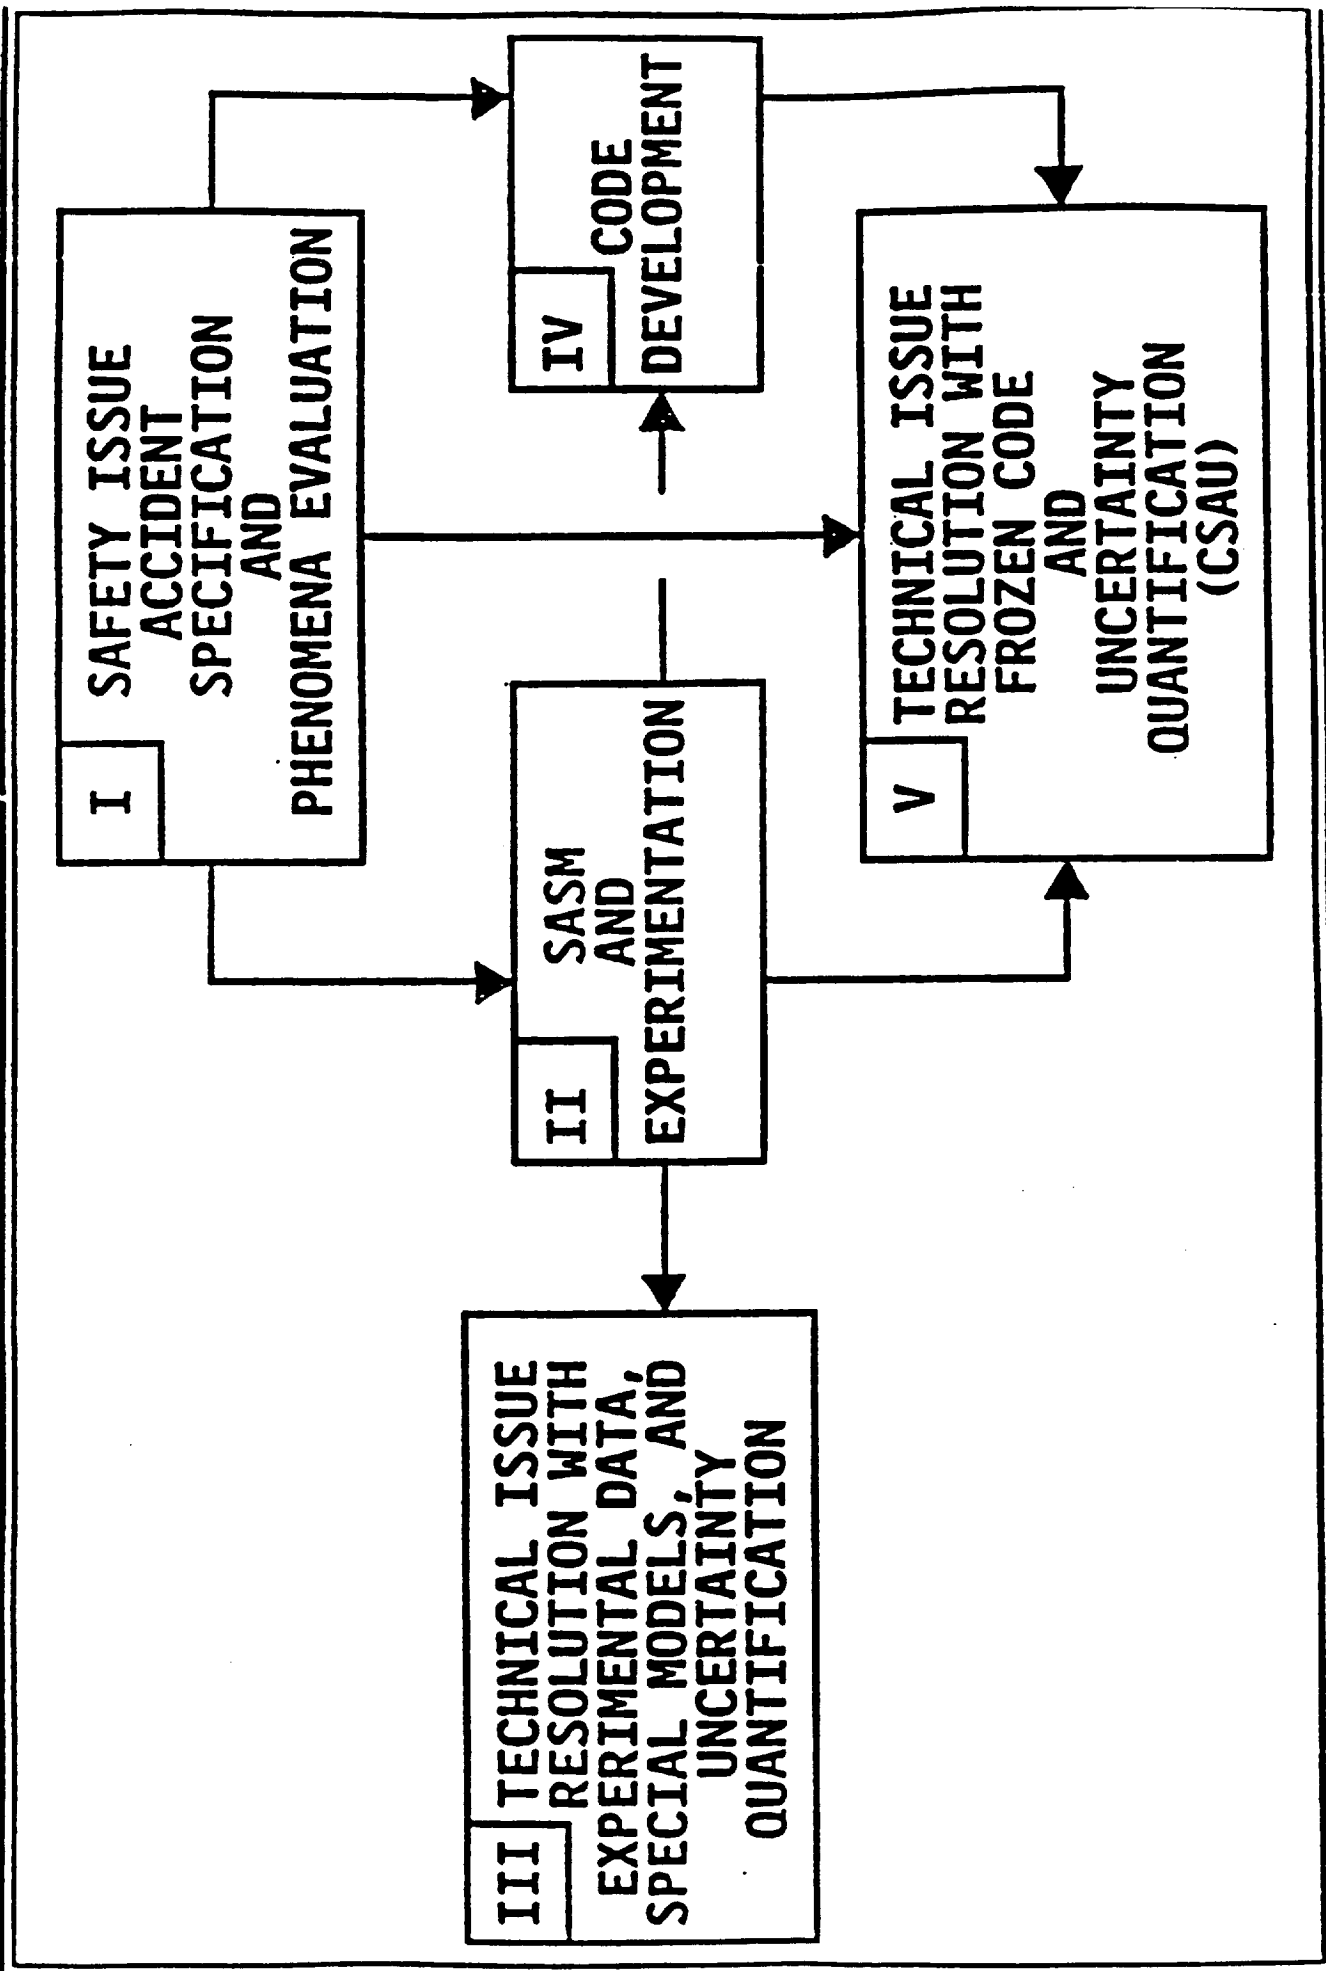 I
SAFETY ISSUE
ACCIDENT
SPECIFICATION
AND
PHENOMENA EVALUATION
II
SASM
AND
EXPERIMENTATION
IV
CODE
DEVELOPMENT
III
TECHNICAL ISSUE
RESOLUTION WITH
EXPERIMENTAL DATA,
SPECIAL MODELS, AND
UNCERTAINTY
QUANTIFICATION
V
TECHNICAL ISSUE
RESOLUTION WITH
FROZEN CODE
AND
UNCERTAINTY
QUANTIFICATION
(CSAU)